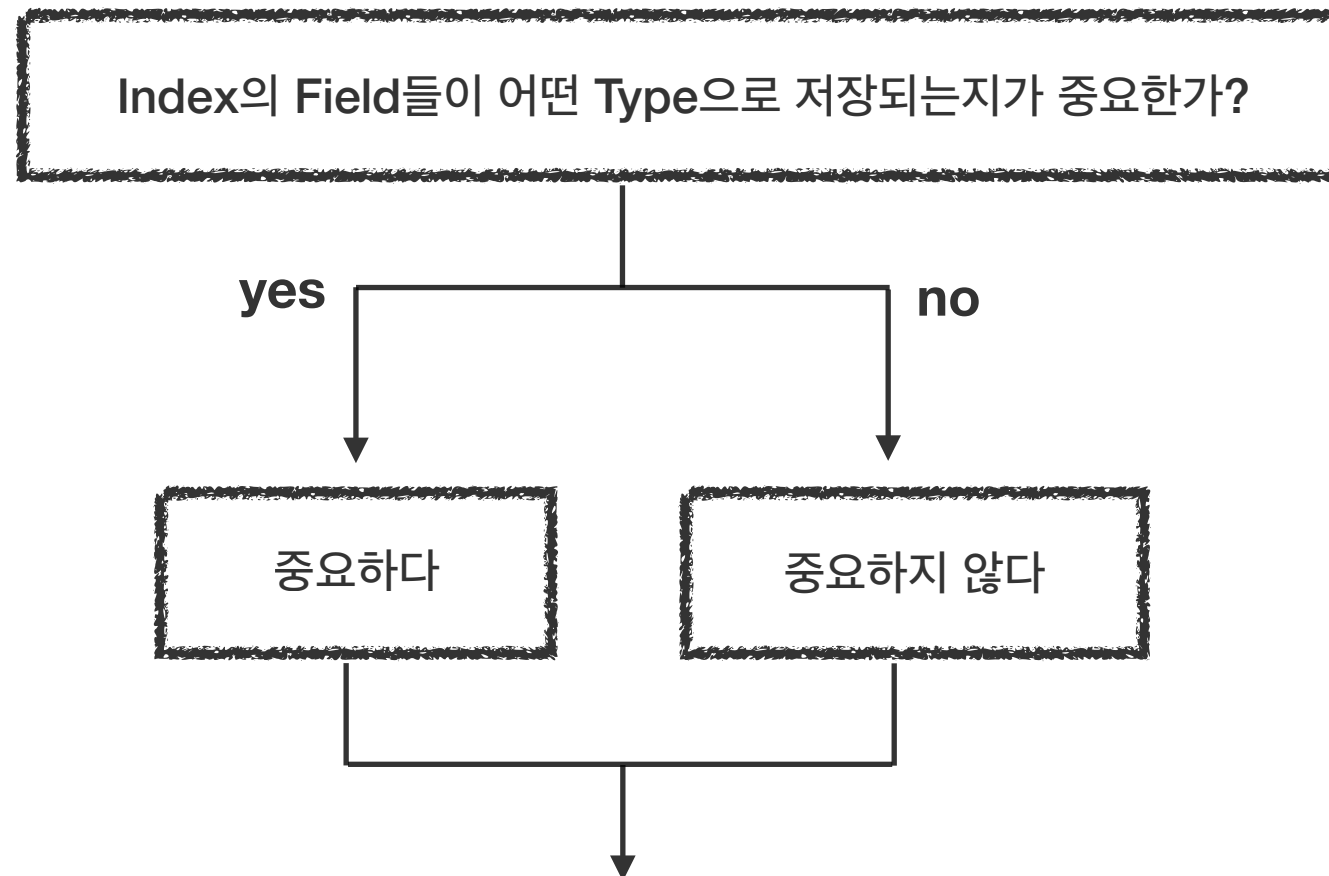 Index의 Field들이 어떤 Type으로 저장되는지가 중요한가?
yes
no
중요하다
중요하지 않다